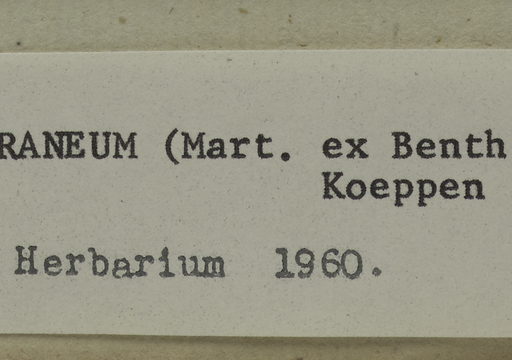 RANEUM (Mart. ex Benth
Koeppen
Herbarium 1960.